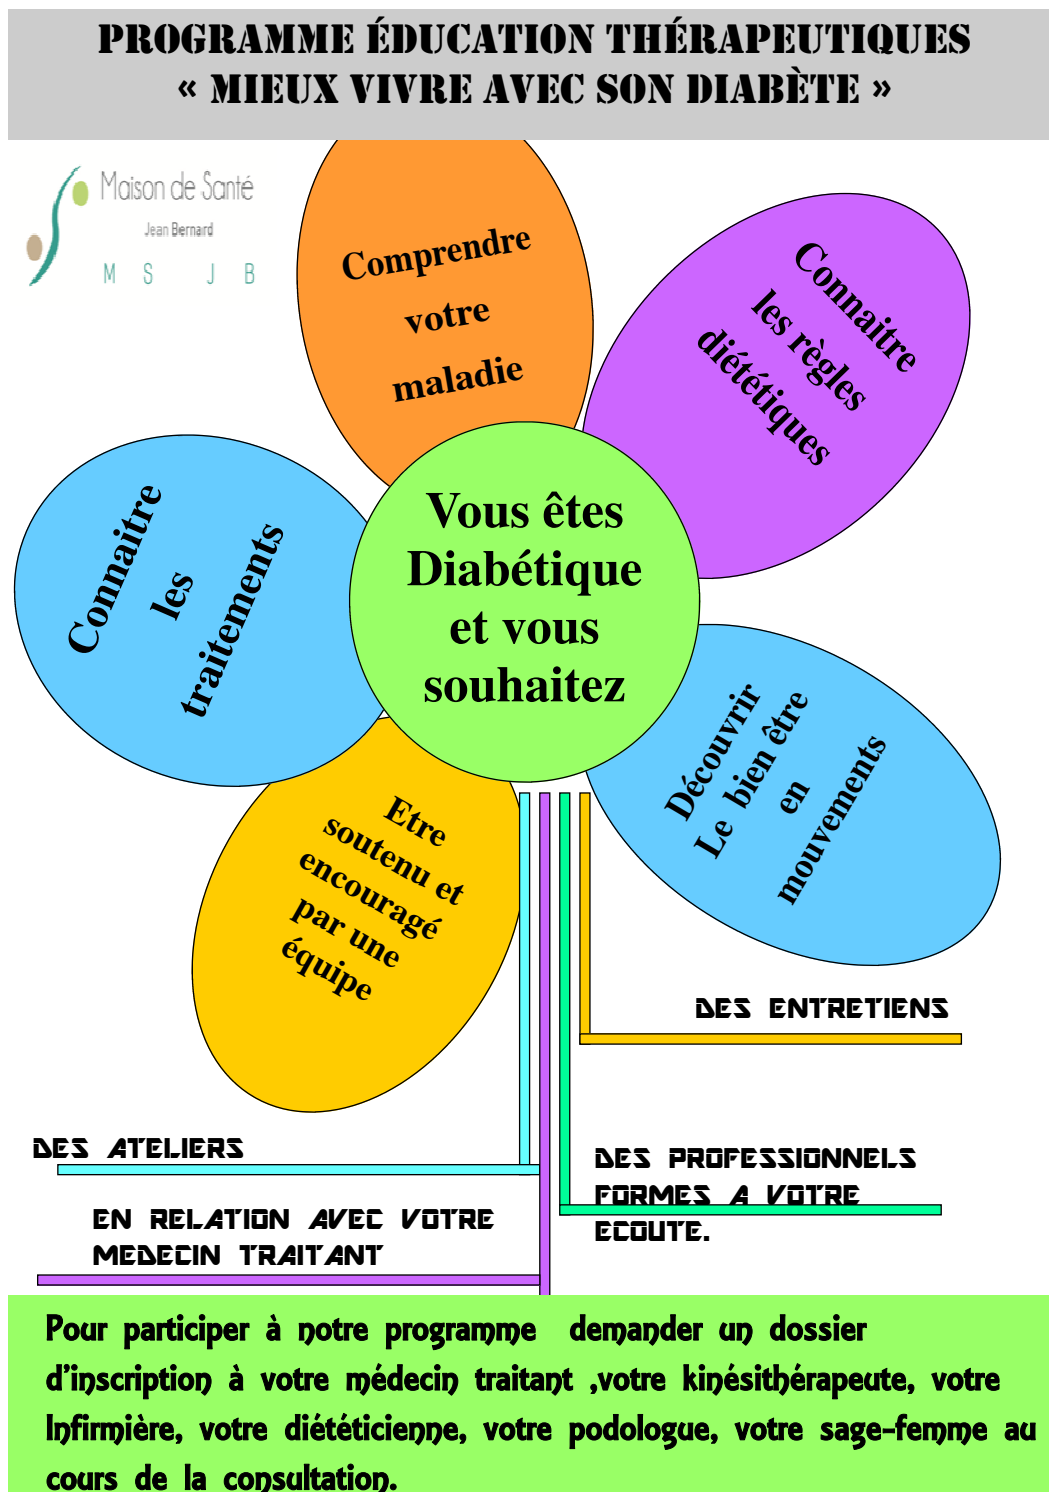 PROGRAMME ÉDUCATION THÉRAPEUTIQUES
« MIEUX VIVRE AVEC SON DIABÈTE »
Maison de Santé
Jean Bernard
M S J B
Comprendre
votre
maladie
Connaitre
les règles
diététiques
Connaitre
les
traitements
Vous êtes
Diabétique
et vous
souhaitez
Découvrir
Le bien être
en
mouvements
Etre
soutenu et
encouragé
par une
équipe
DES ENTRETIENS
DES ATELIERS
DES PROFESSIONNELS
FORMES A VOTRE
ECOUTE.
EN RELATION AVEC VOTRE
MEDECIN TRAITANT
Pour participer à notre programme demander un dossier
d'inscription à votre médecin traitant ,votre kinésithérapeute, votre
Infirmière, votre diététicienne, votre podologue, votre sage-femme au
cours de la consultation.